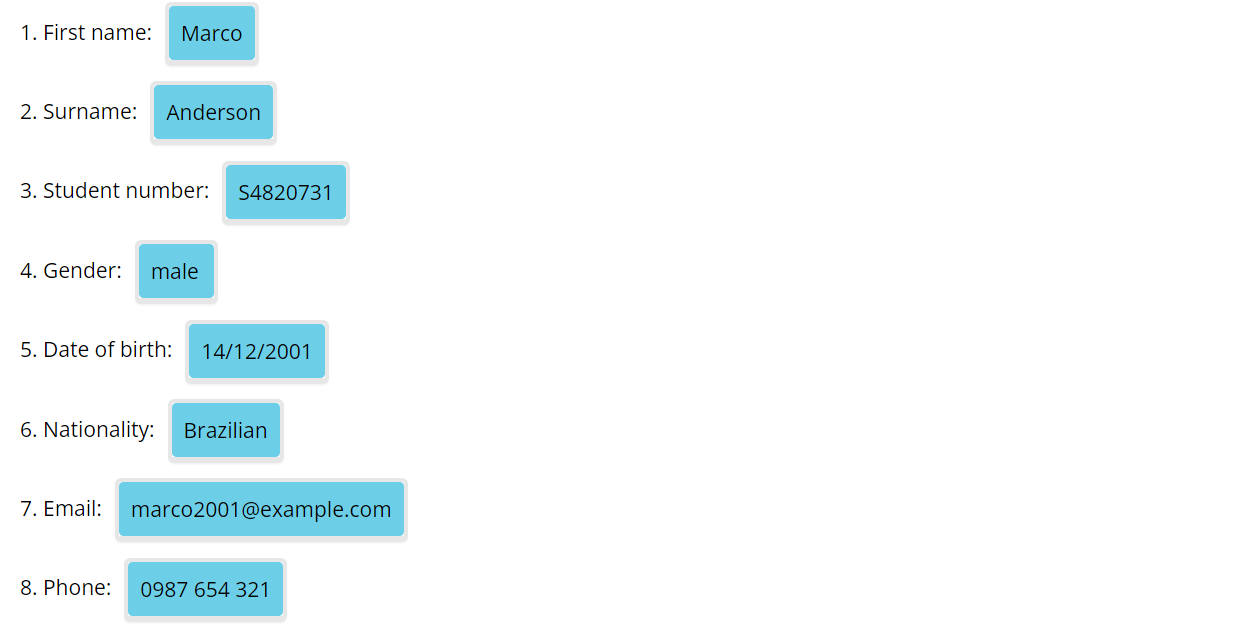 1. First name: Marco
2. Surname: Anderson
3. Student number: S4820731
4. Gender: male
5. Date of birth: 14/12/2001
6. Nationality: Brazilian
7. Email: marco2001@example.com
8. Phone: 0987 654 321